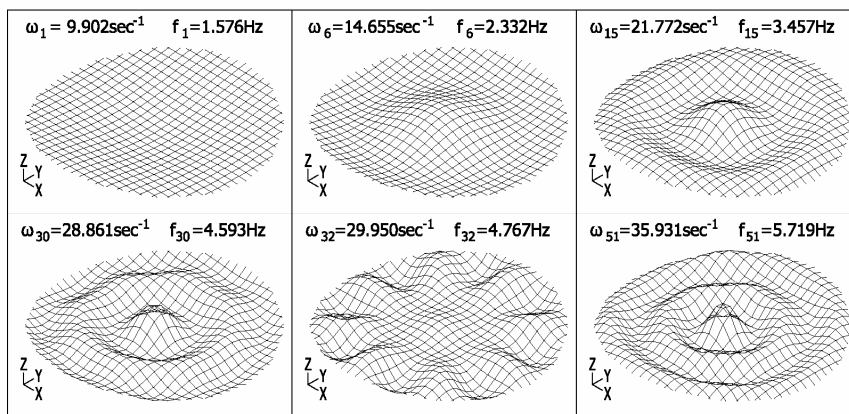 ω₁ = 9.902sec⁻¹ f₁=1.576Hz
Z Y X
ω₆=14.655sec⁻¹ f₆=2.332Hz
Z Y X
ω₁₅=21.772sec⁻¹ f₁₅=3.457Hz
Z Y X
ω₃₀=28.861sec⁻¹ f₃₀=4.593Hz
Z Y X
ω₃₂=29.950sec⁻¹ f₃₂=4.767Hz
Z Y X
ω₅₁=35.931sec⁻¹ f₅₁=5.719Hz
Z Y X